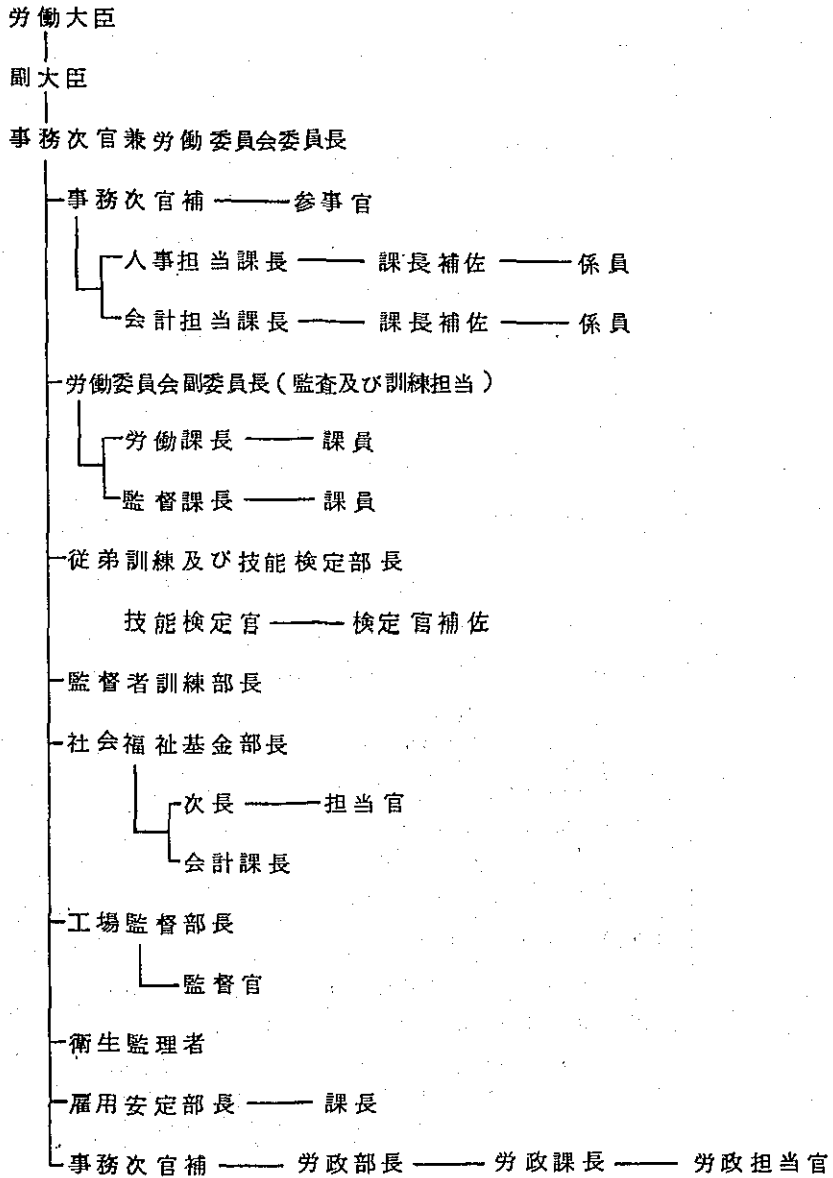 労働大臣
副大臣
事務次官兼労働委員会委員長
事務次官補 参事官
人事担当課長 課長補佐 係員
会計担当課長 課長補佐 係員
労働委員会副委員長(監査及び訓練担当)
労働課長 課員
監督課長 課員
従弟訓練及び技能検定部長
技能検定官 検定官補佐
監督者訓練部長
社会福祉基金部長
次長 担当官
会計課長
工場監督部長
監督官
衛生監理者
雇用安定部長 課長
事務次官補 労政部長 労政課長 労政担当官